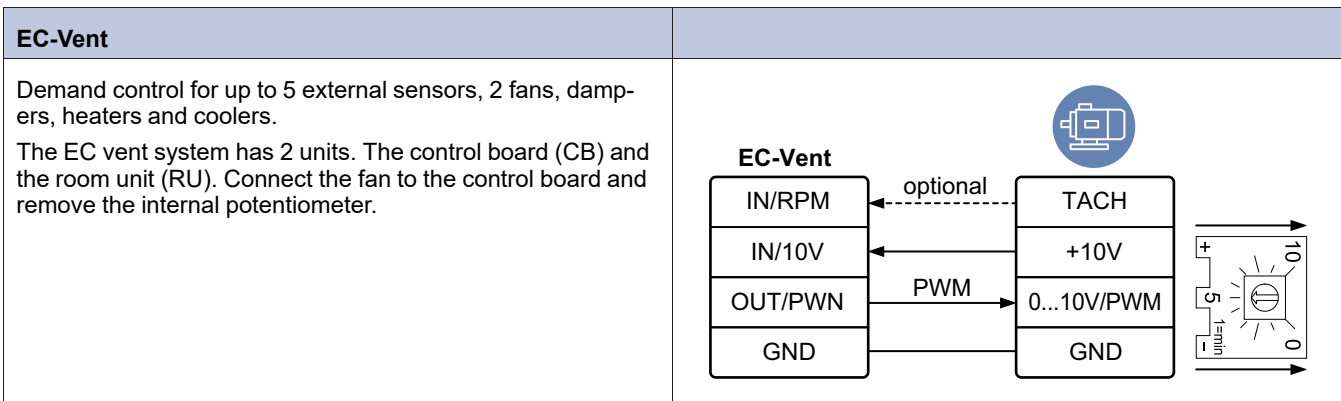 EC-Vent
Demand control for up to 5 external sensors, 2 fans, damp-
ers, heaters and coolers.
The EC vent system has 2 units. The control board (CB) and
the room unit (RU). Connect the fan to the control board and
remove the internal potentiometer.
EC-Vent
IN/RPM
optional
TACH
IN/10V
+10V
OUT/PWN
PWM
0...10V/PWM
GND
GND
+
10
5
1=min
-
0